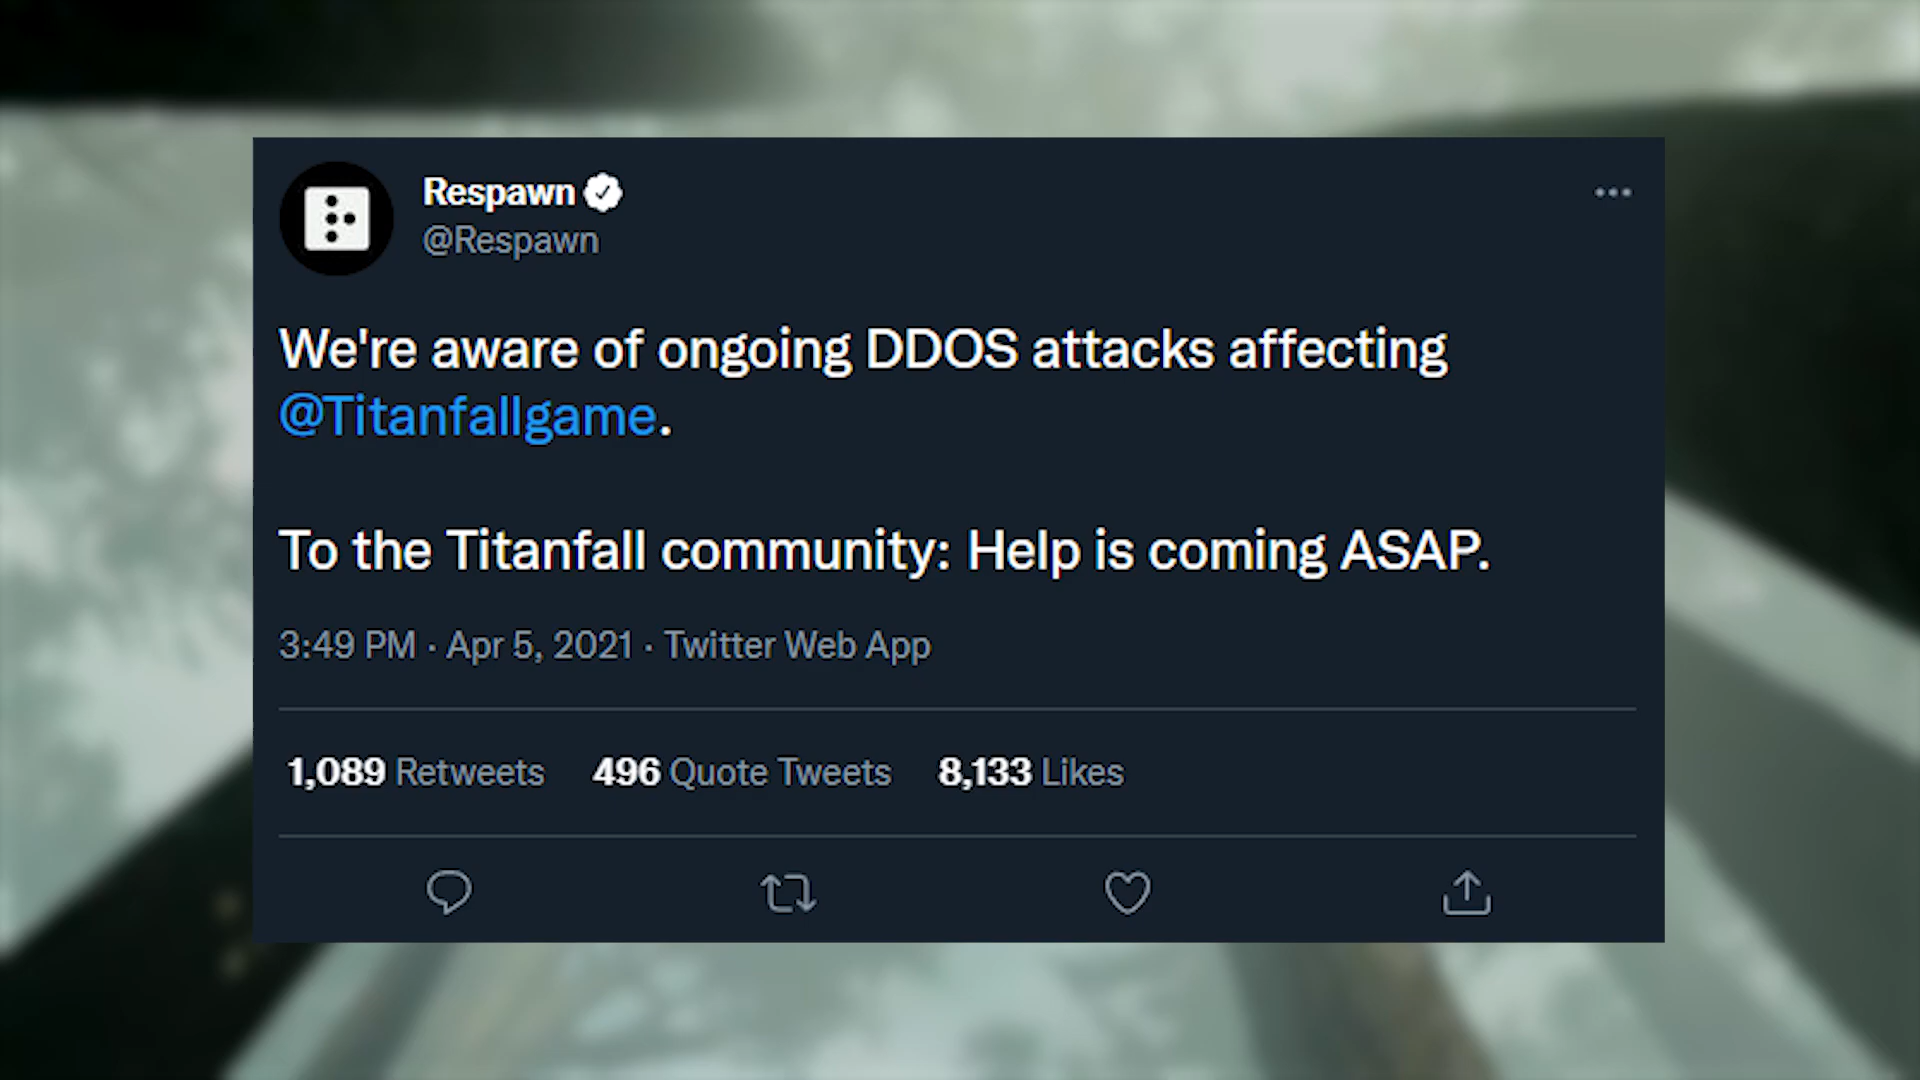 Respawn
@Respawn
We're aware of ongoing DDOS attacks affecting
@Titanfallgame.
To the Titanfall community: Help is coming ASAP.
3:49 PM · Apr 5, 2021 · Twitter Web App
1,089 Retweets 496 Quote Tweets 8,133 Likes